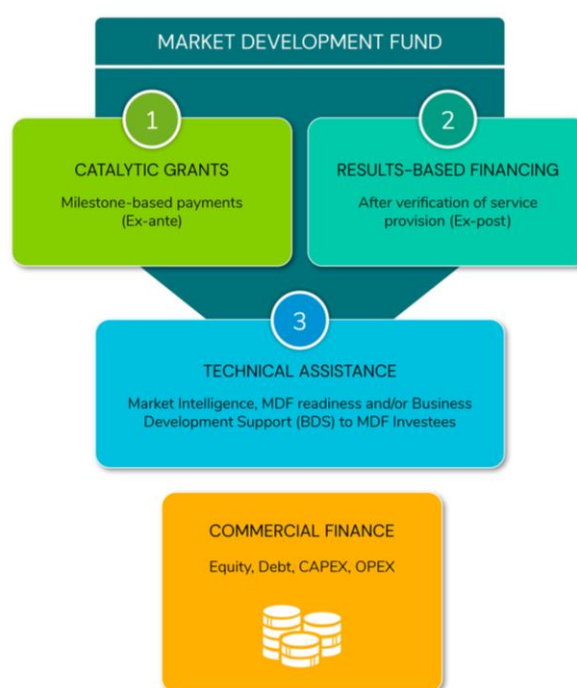 MARKET DEVELOPMENT FUND
1
CATALYTIC GRANTS
Milestone-based payments
(Ex-ante)
2
RESULTS-BASED FINANCING
After verification of service
provision (Ex-post)
3
TECHNICAL ASSISTANCE
Market Intelligence, MDF readiness and/or Business
Development Support (BDS) to MDF Investees
COMMERCIAL FINANCE
Equity, Debt, CAPEX, OPEX